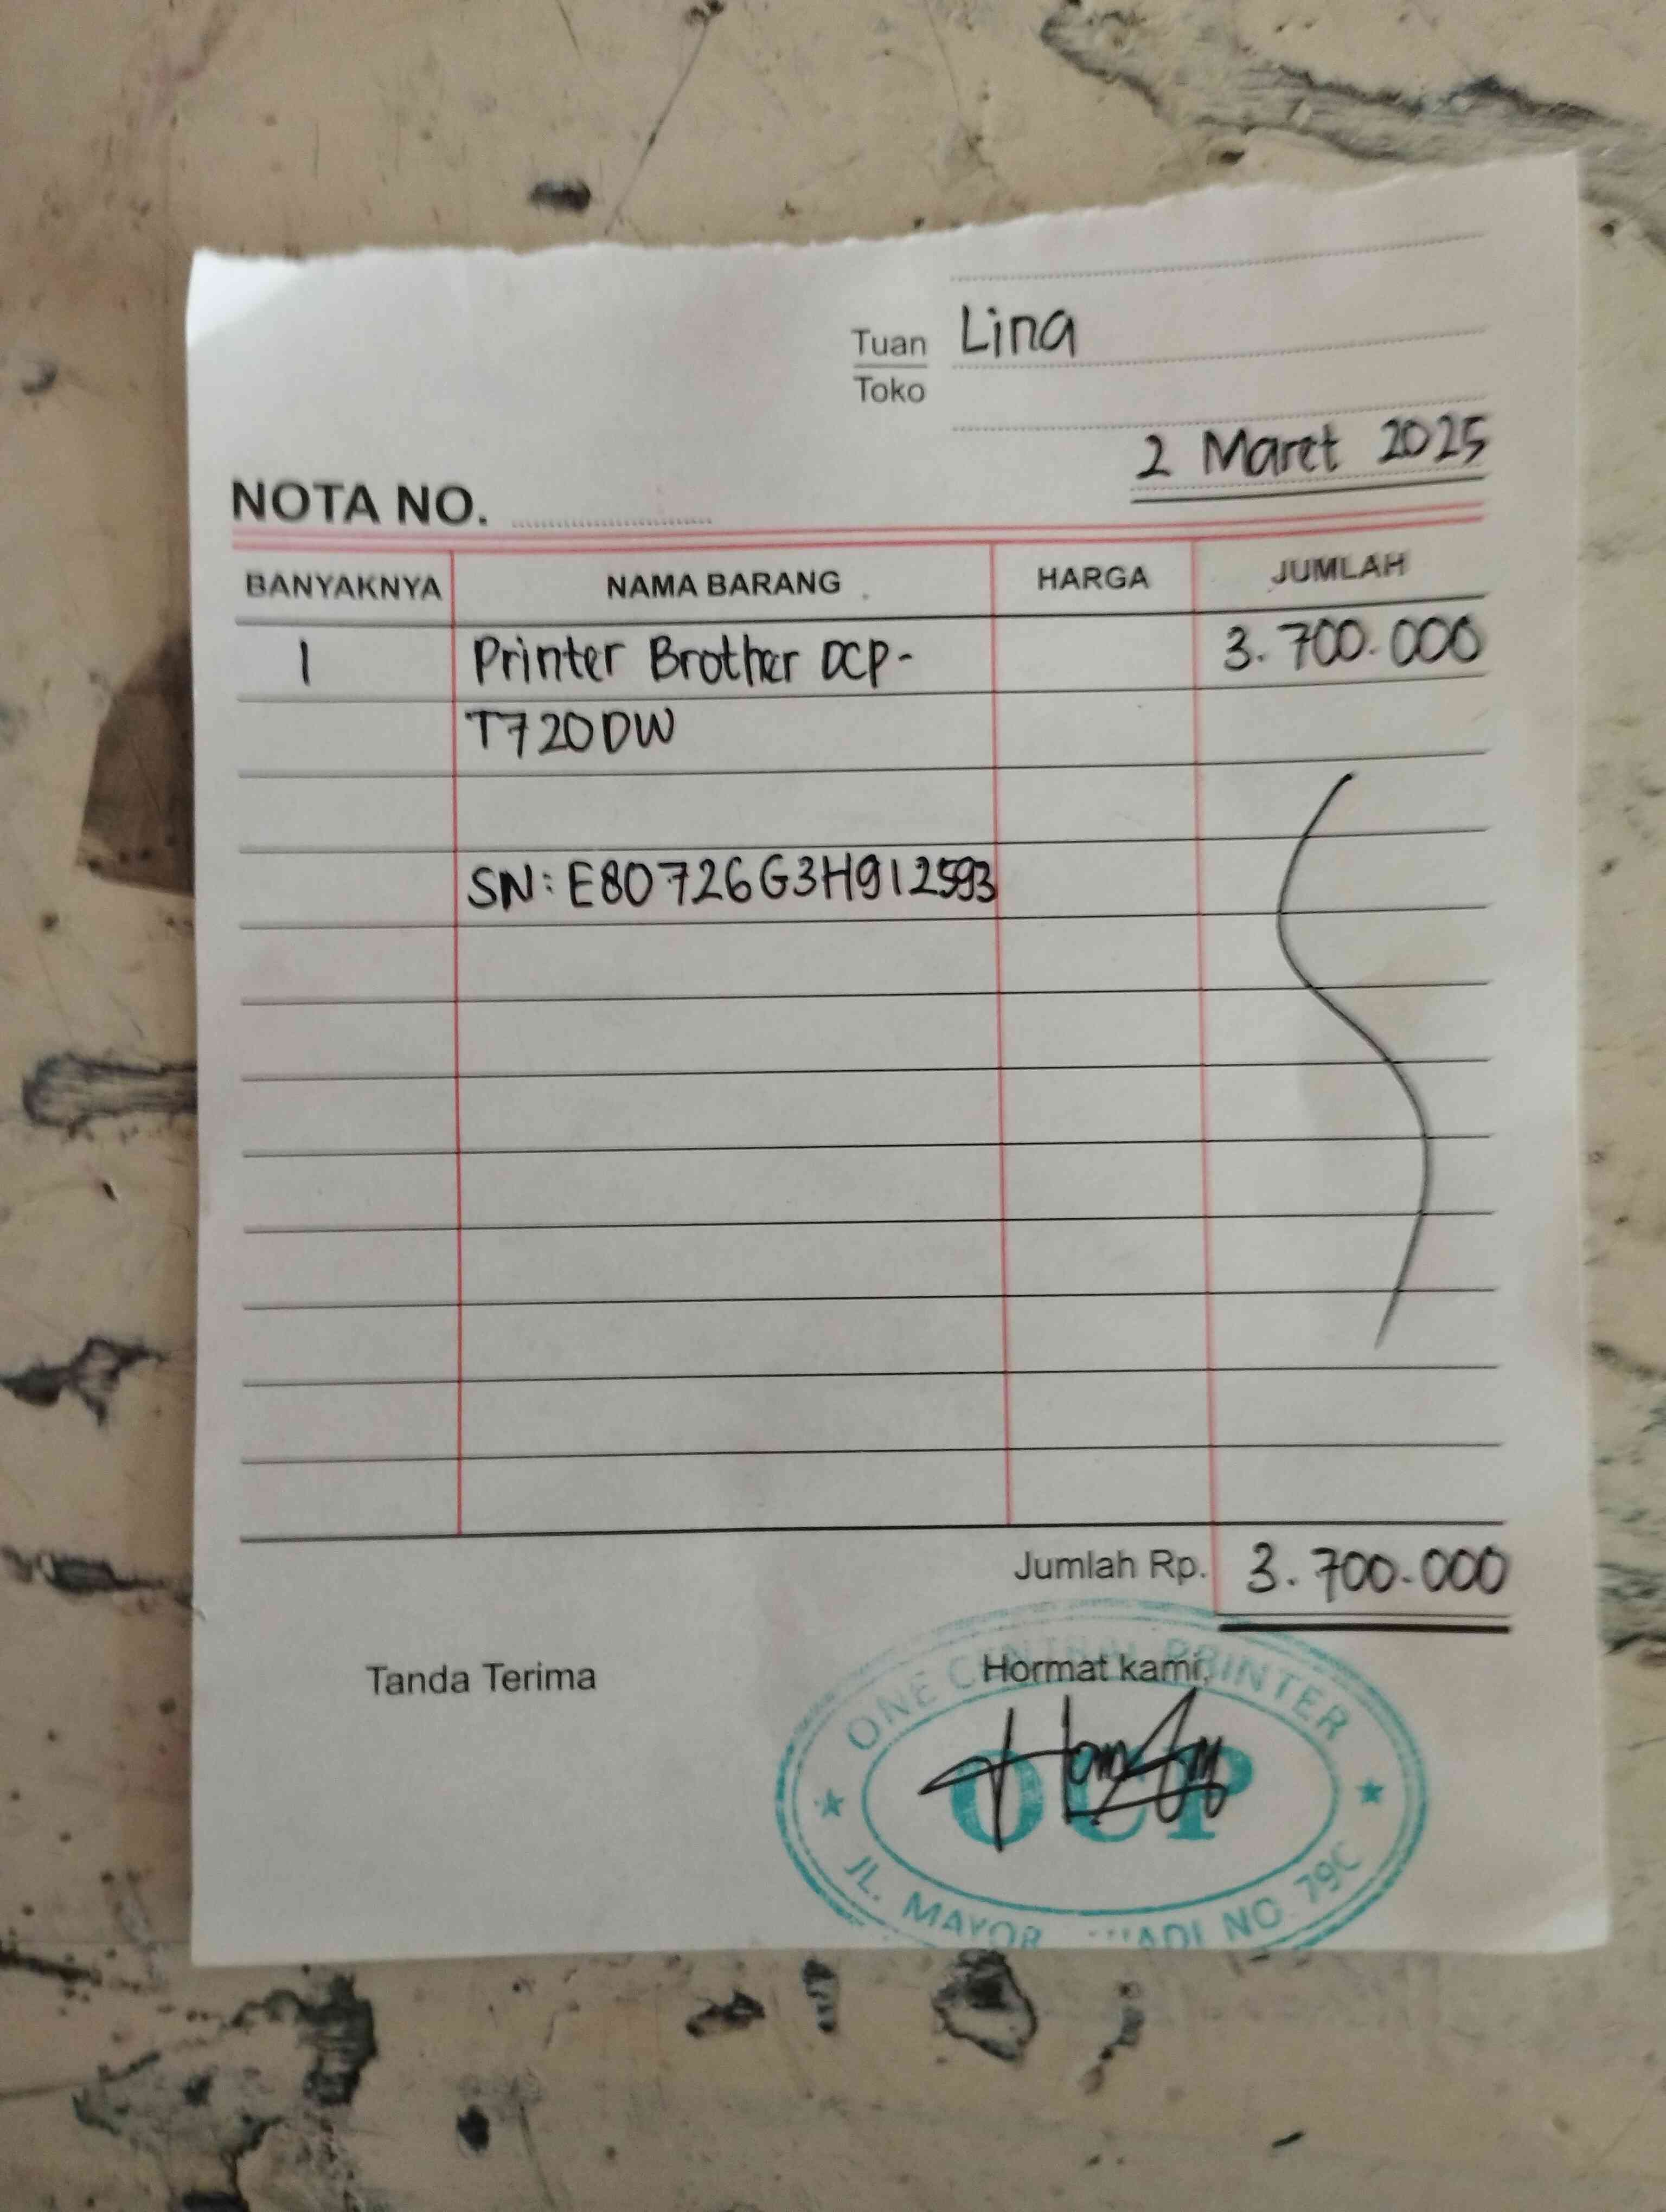 Tuan Lina
Toko
2 Maret 2025
NOTA NO.
BANYAKNYA NAMA BARANG HARGA JUMLAH
1 Printer Brother DCP- 3.700.000
T720DW
SN: E80726G3H912593
Jumlah Rp. 3.700.000
Tanda Terima Hormat kami,
ONE CENTRAL PRINTER
OCP
JL. MAYOR NO. 79C